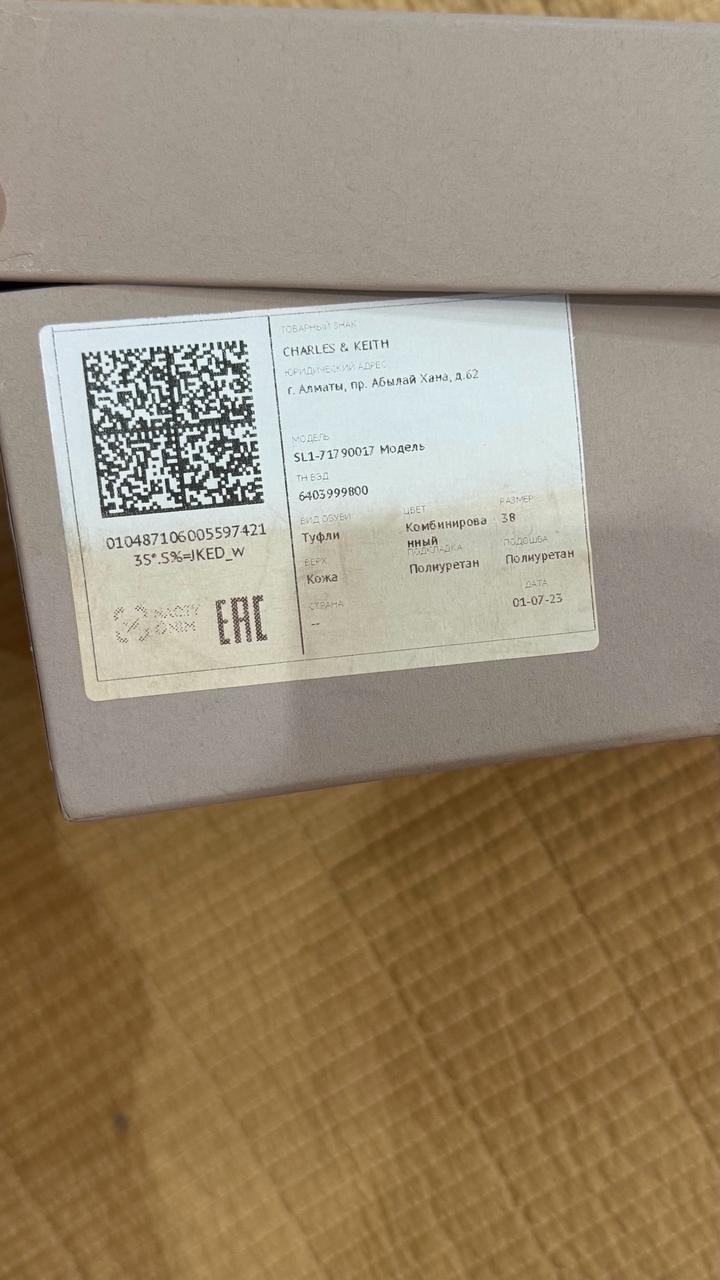 ТОВАРНЫЙ ЗНАК
CHARLES & KEITH
ЮРИДИЧЕСКИЙ АДРЕС
г. Алматы, пр. Абылай Хана, д.62
МОДЕЛЬ
SL1-71790017 Модель
ТН ВЭД
6403999800
ВИД ОБУВИ ЦВЕТ РАЗМЕР
Туфли Комбинирова 38
нный
ВЕРХ ПОДКЛАДКА ПОДОШВА
Кожа Полиуретан Полиуретан
СТРАНА ДАТА
-- 01-07-23
010487106005597421
3S*.S%=JKED_W
EAC